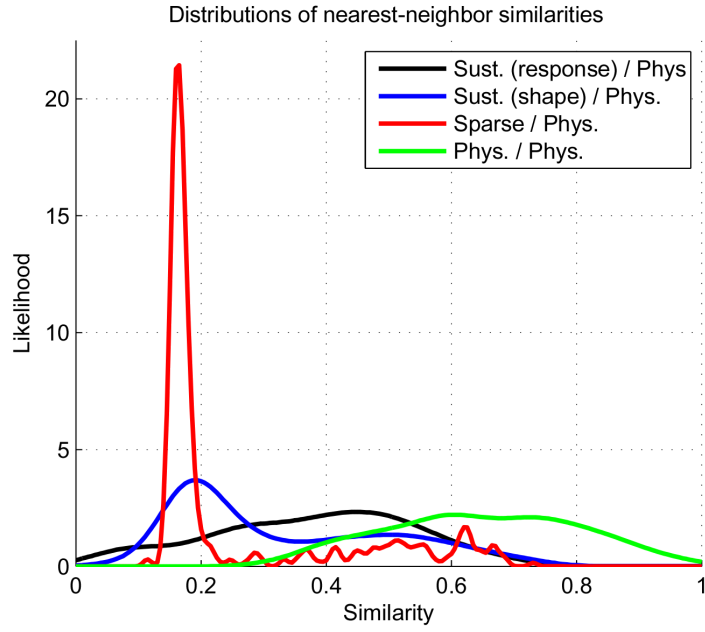 Distributions of nearest-neighbor similarities
Sust. (response) / Phys
Sust. (shape) / Phys.
Sparse / Phys.
Phys. / Phys.
Likelihood
20
15
10
5
0
0 0.2 0.4 0.6 0.8 1
Similarity